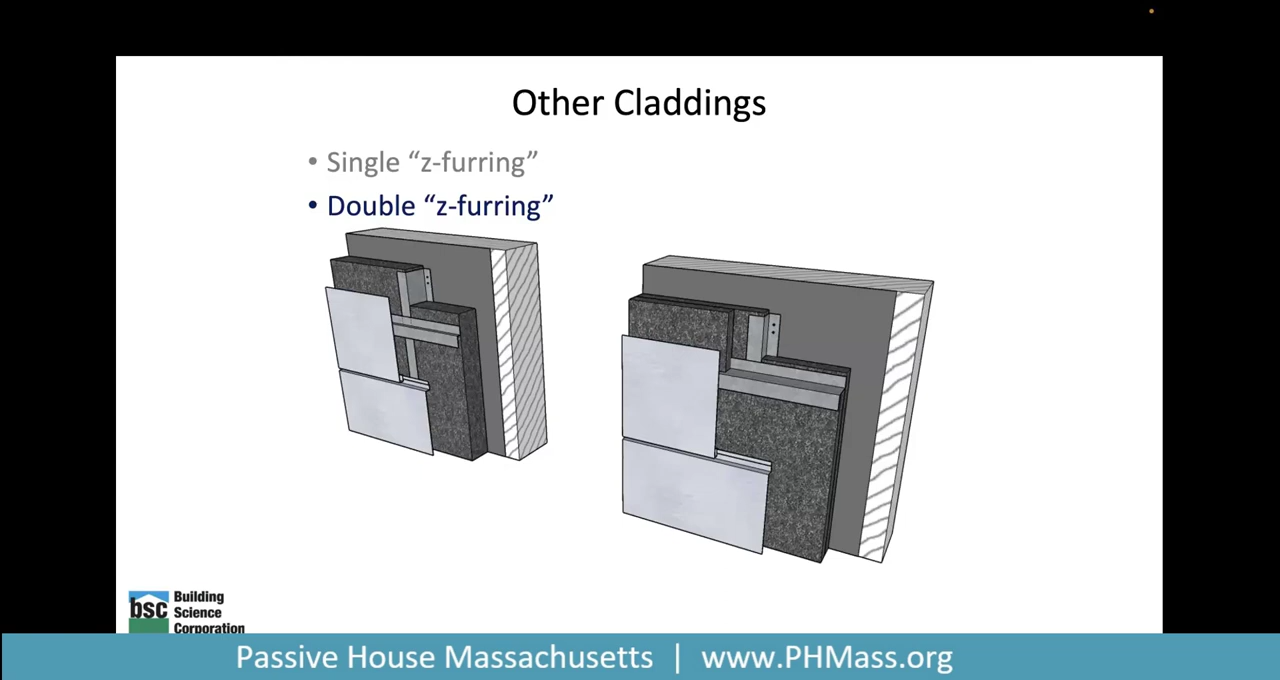 Other Claddings
• Single “z-furring”
• Double “z-furring”
bsc Building
Science
Corporation
Passive House Massachusetts | www.PHMass.org